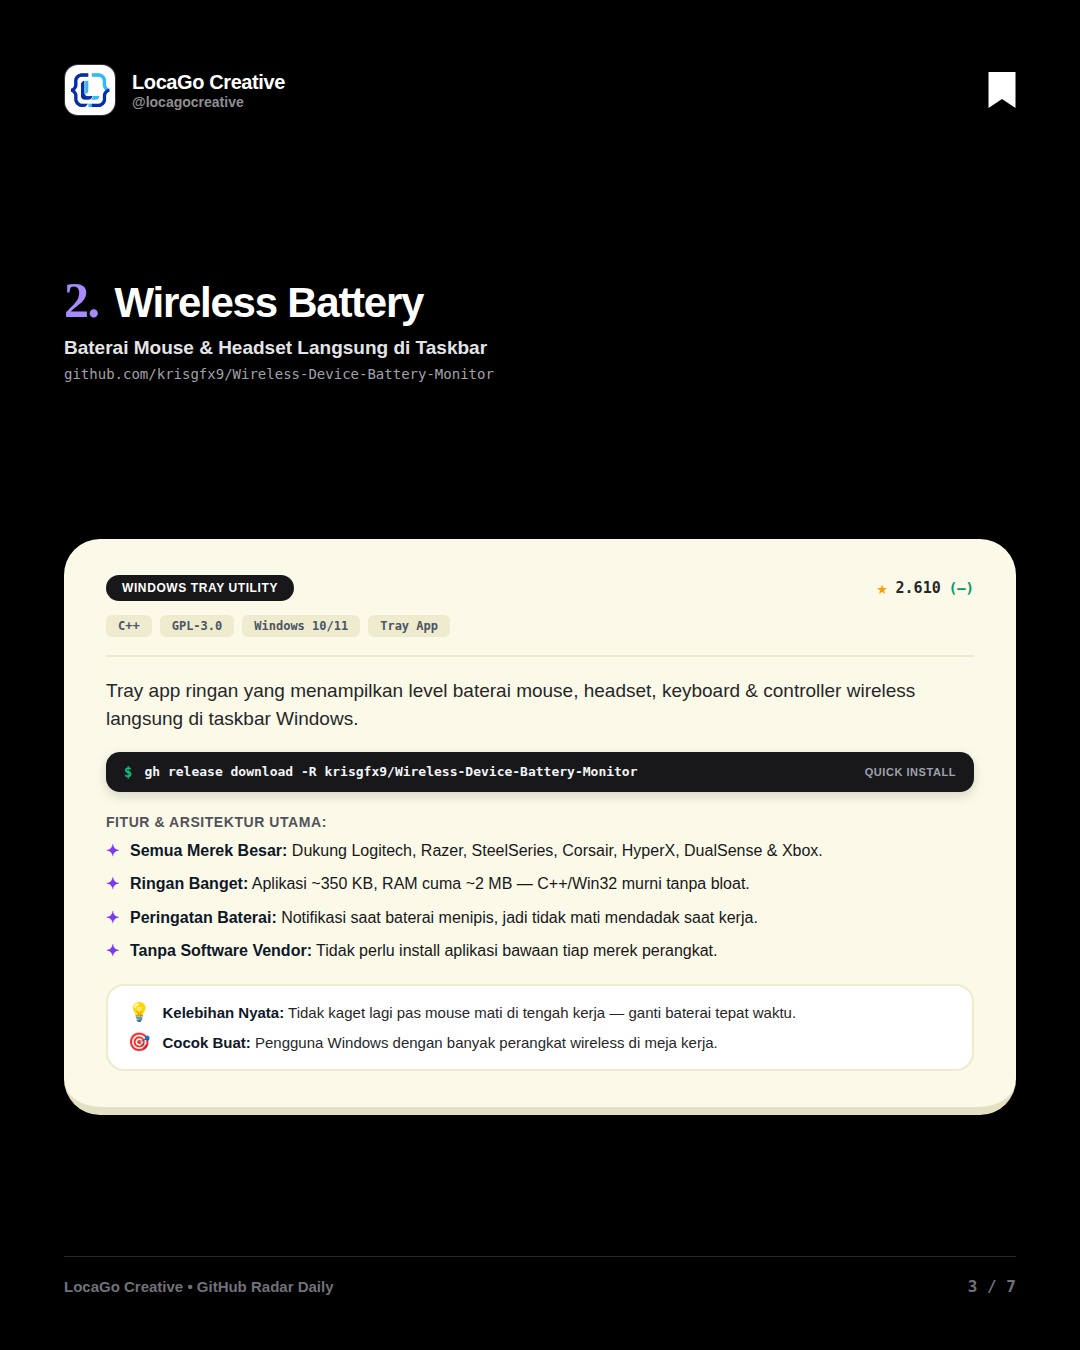 LocaGo Creative
@locagocreative
2. Wireless Battery
Baterai Mouse & Headset Langsung di Taskbar
github.com/krisgfx9/Wireless-Device-Battery-Monitor
WINDOWS TRAY UTILITY
★ 2.610 (—)
C++ GPL-3.0 Windows 10/11 Tray App
Tray app ringan yang menampilkan level baterai mouse, headset, keyboard & controller wireless
langsung di taskbar Windows.
$ gh release download -R krisgfx9/Wireless-Device-Battery-Monitor QUICK INSTALL
FITUR & ARSITEKTUR UTAMA:
✦ Semua Merek Besar: Dukung Logitech, Razer, SteelSeries, Corsair, HyperX, DualSense & Xbox.
✦ Ringan Banget: Aplikasi ~350 KB, RAM cuma ~2 MB — C++/Win32 murni tanpa bloat.
✦ Peringatan Baterai: Notifikasi saat baterai menipis, jadi tidak mati mendadak saat kerja.
✦ Tanpa Software Vendor: Tidak perlu install aplikasi bawaan tiap merek perangkat.
💡 Kelebihan Nyata: Tidak kaget lagi pas mouse mati di tengah kerja — ganti baterai tepat waktu.
🎯 Cocok Buat: Pengguna Windows dengan banyak perangkat wireless di meja kerja.
LocaGo Creative • GitHub Radar Daily
3 / 7